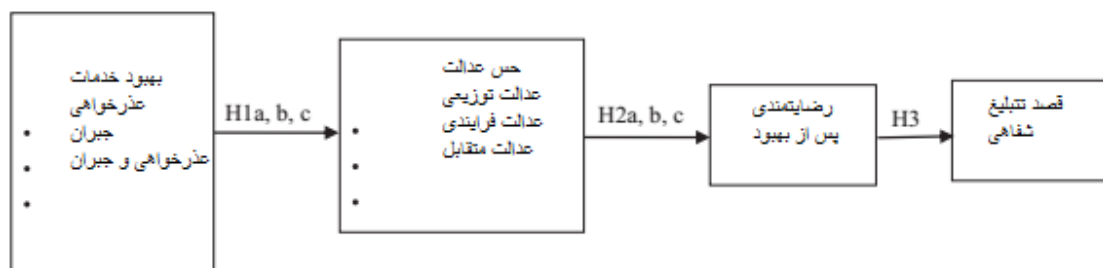 بهبود خدمات
عذرخواهی
• جبران
• عذرخواهی و جبران
•
H1a, b, c
حس عدالت
عدالت توزیعی
عدالت فرایندی
• عدالت متقابل
•
•
H2a, b, c
رضایتمندی
پس از بهبود
H3
قصد تتبلیغ
شفاهی